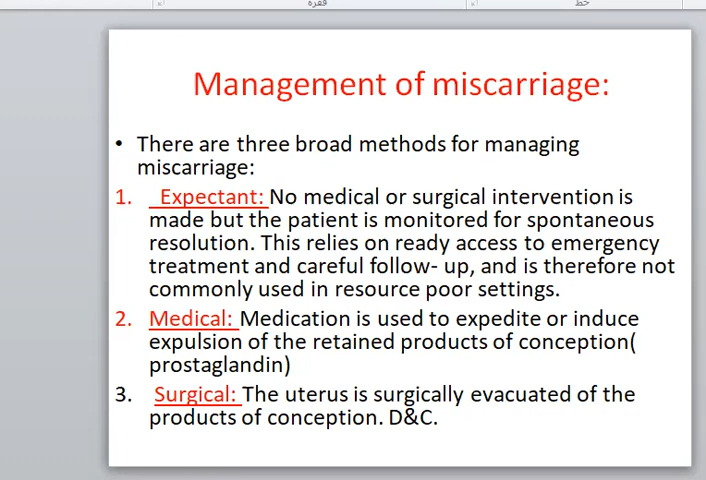 فقرة
خط
Management of miscarriage:
• There are three broad methods for managing
miscarriage:
1. Expectant: No medical or surgical intervention is
made but the patient is monitored for spontaneous
resolution. This relies on ready access to emergency
treatment and careful follow- up, and is therefore not
commonly used in resource poor settings.
2. Medical: Medication is used to expedite or induce
expulsion of the retained products of conception(
prostaglandin)
3. Surgical: The uterus is surgically evacuated of the
products of conception. D&C.